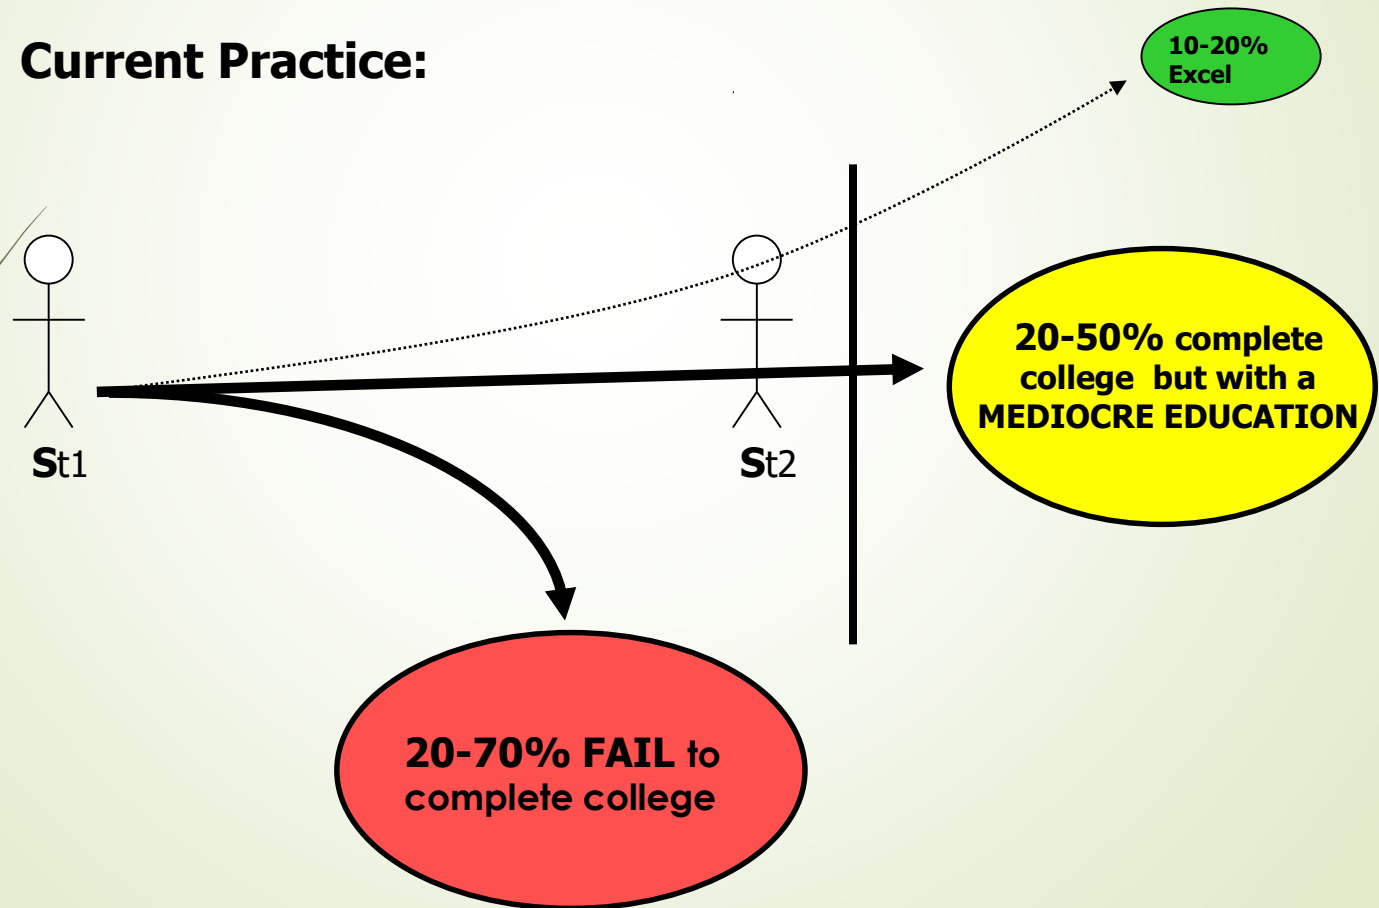 Current Practice:
10-20%
Excel
20-50% complete
college but with a
MEDIOCRE EDUCATION
St1
St2
20-70% FAIL to
complete college